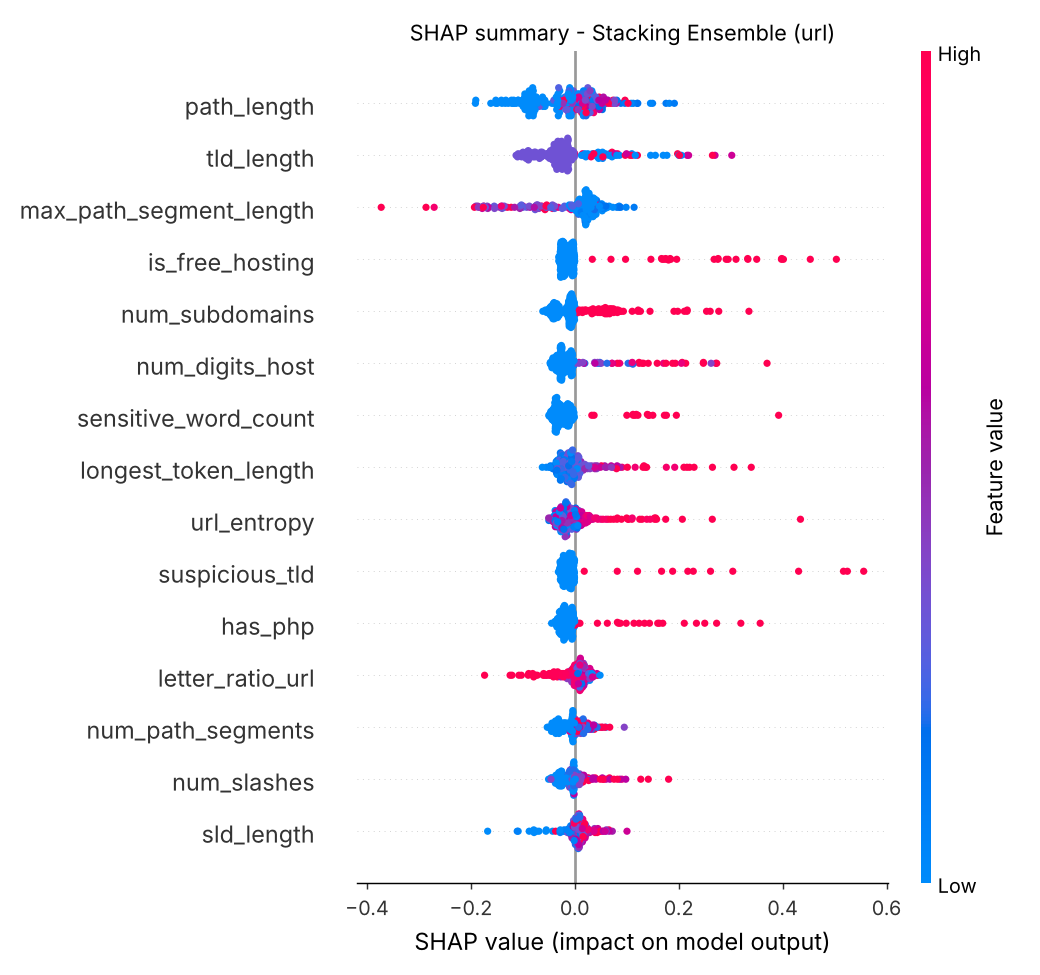 SHAP summary - Stacking Ensemble (url)
High
path_length
tld_length
max_path_segment_length
is_free_hosting
num_subdomains
num_digits_host
sensitive_word_count
longest_token_length
url_entropy
suspicious_tld
has_php
letter_ratio_url
num_path_segments
num_slashes
sld_length
Feature value
Low
−0.4 −0.2 0.0 0.2 0.4 0.6
SHAP value (impact on model output)